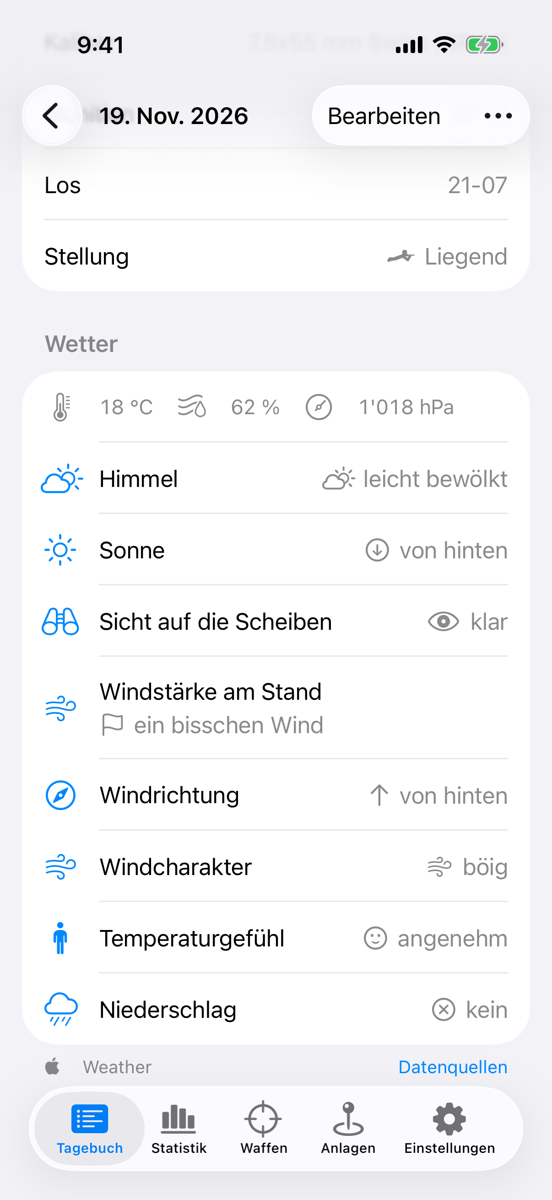 9:41
19. Nov. 2026
Bearbeiten
Los 21-07
Stellung Liegend
Wetter
18 °C 62 % 1'018 hPa
Himmel leicht bewölkt
Sonne von hinten
Sicht auf die Scheiben klar
Windstärke am Stand
ein bisschen Wind
Windrichtung von hinten
Windcharakter böig
Temperaturgefühl angenehm
Niederschlag kein
Weather Datenquellen
Tagebuch Statistik Waffen Anlagen Einstellungen